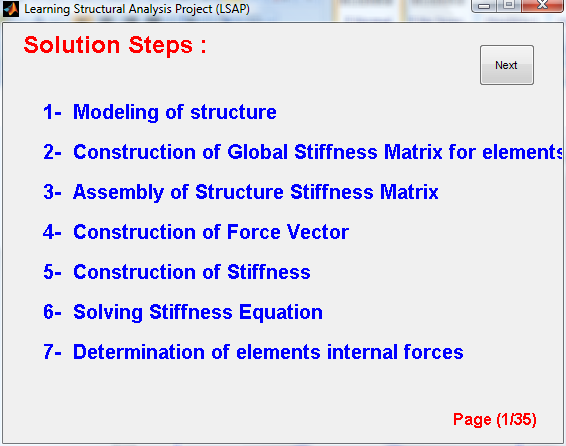 Learning Structural Analysis Project (LSAP)
Solution Steps :
Next
1- Modeling of structure
2- Construction of Global Stiffness Matrix for elements
3- Assembly of Structure Stiffness Matrix
4- Construction of Force Vector
5- Construction of Stiffness
6- Solving Stiffness Equation
7- Determination of elements internal forces
Page (1/35)